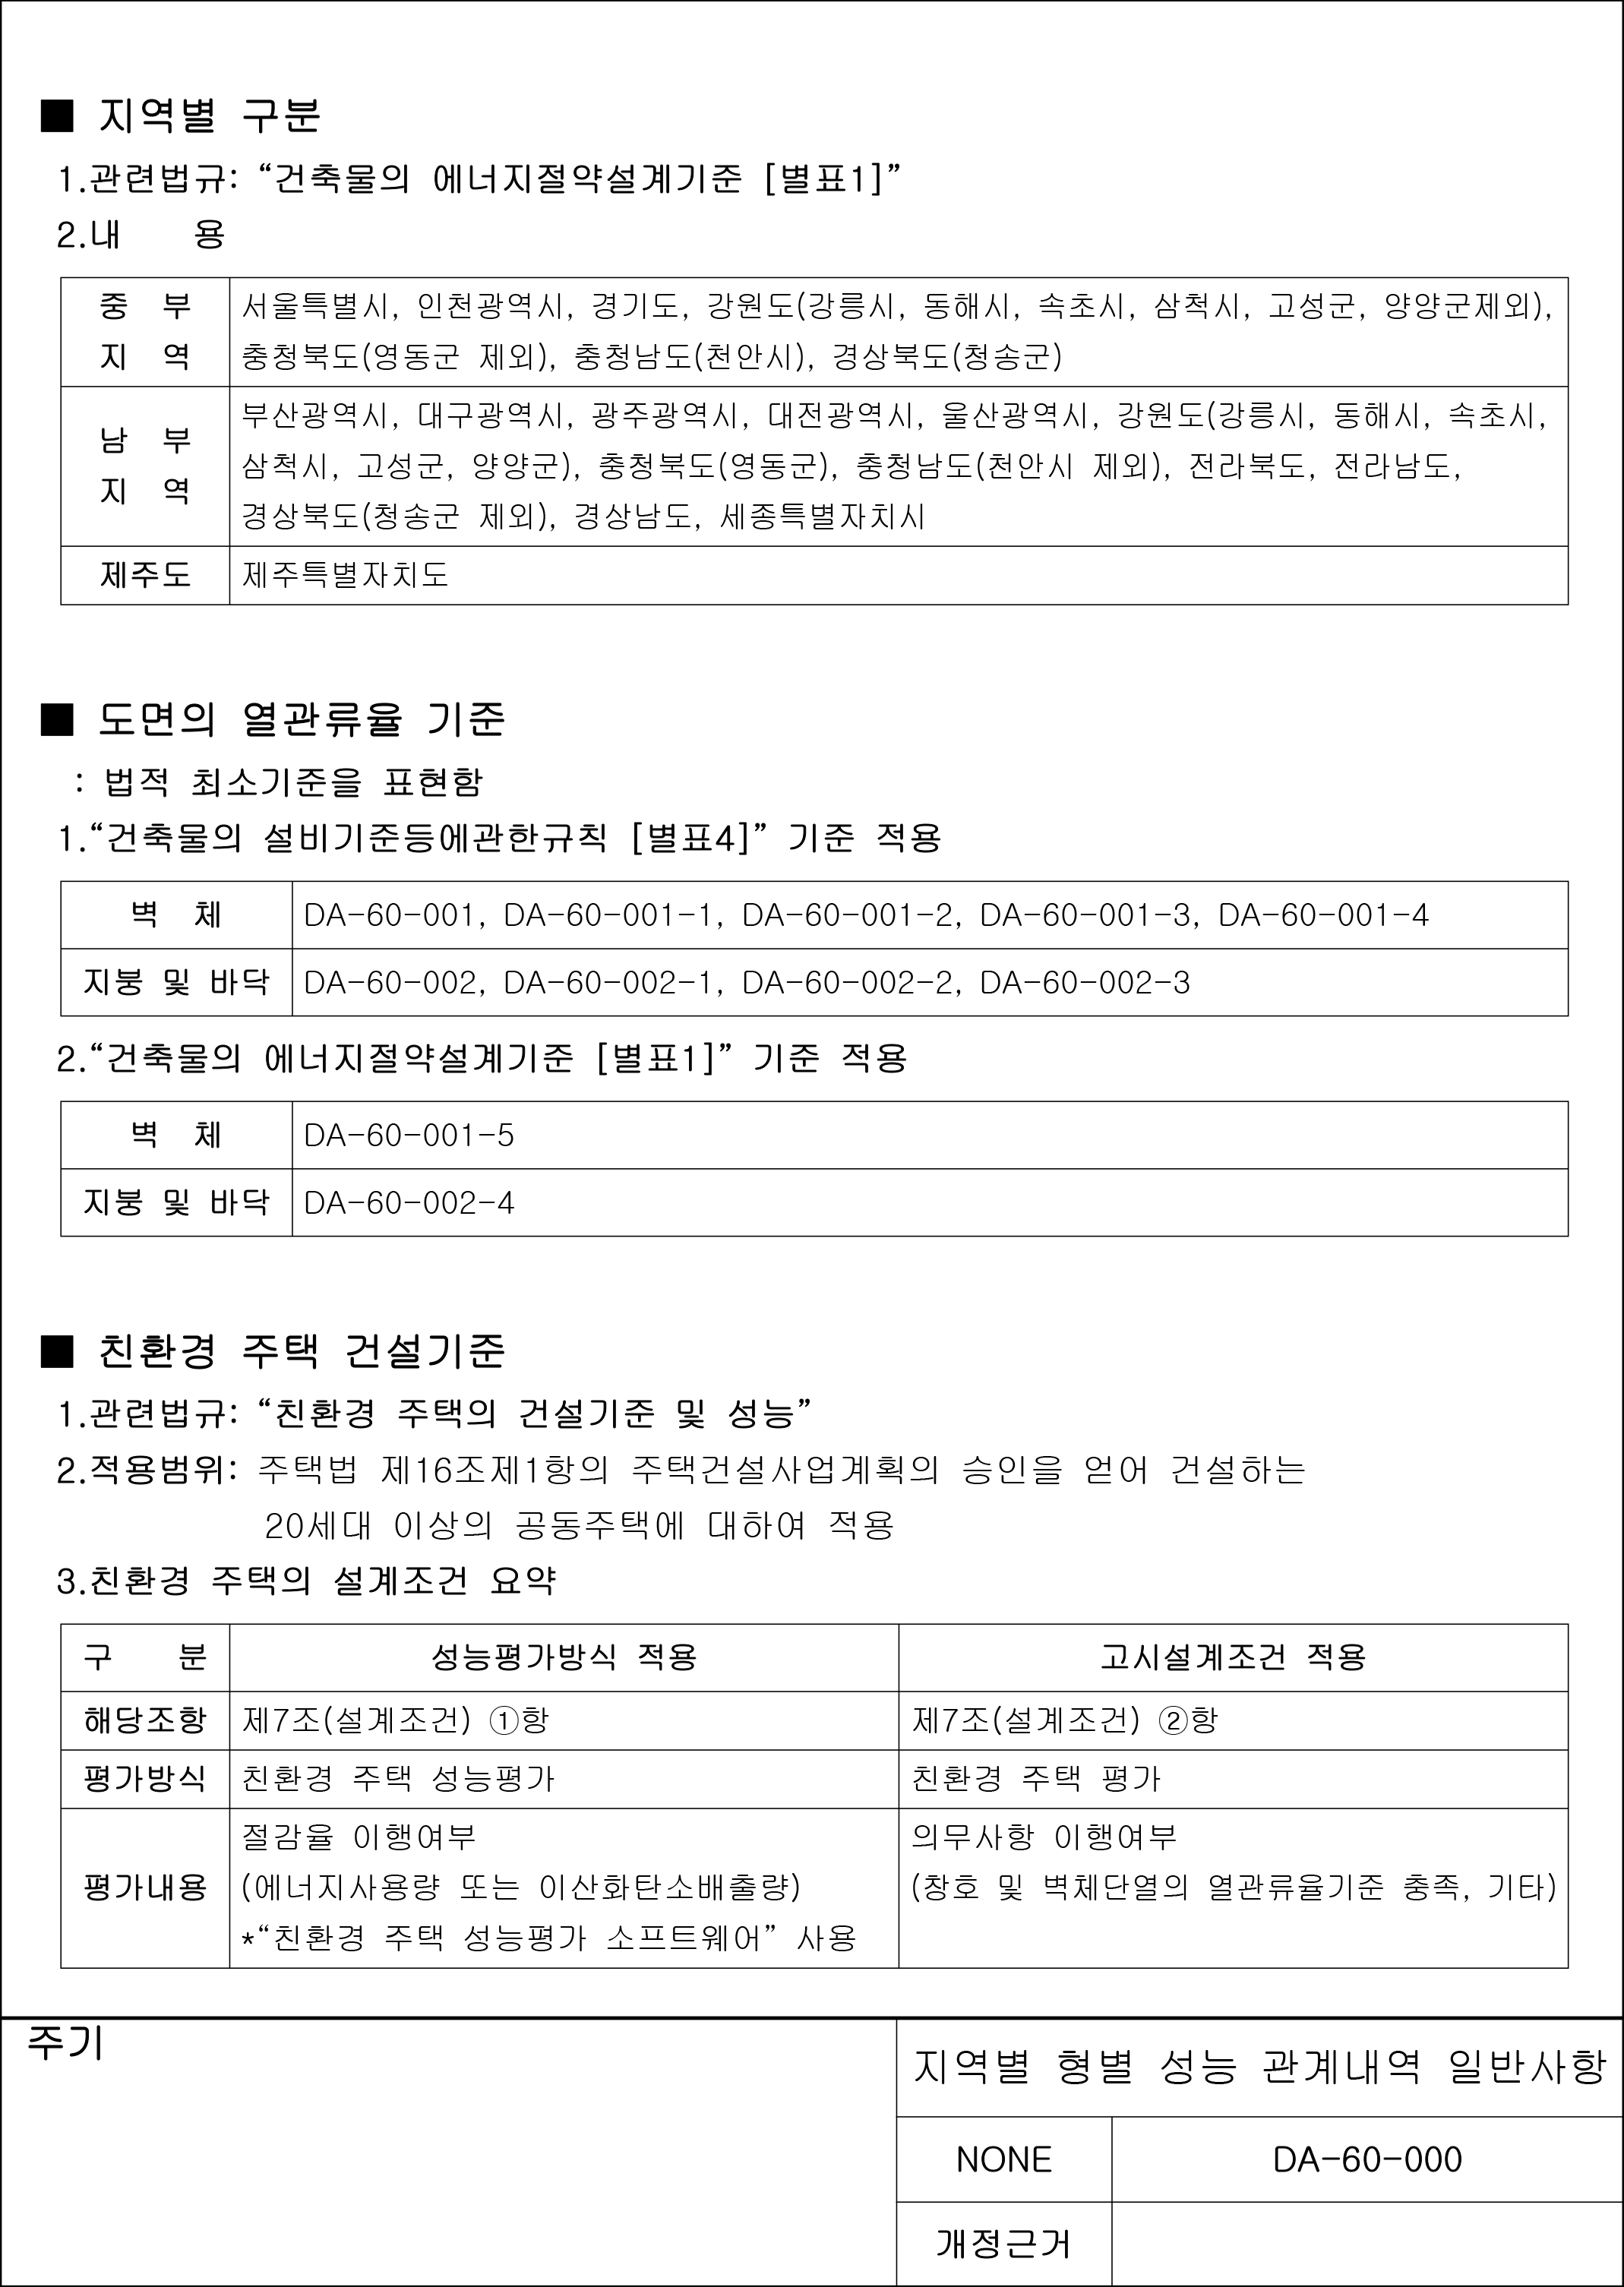 ■ 지역별 구분
1.관련법규: “건축물의 에너지절약설계기준 [별표1]”
2.내 용
중 부
지 역
서울특별시, 인천광역시, 경기도, 강원도(강릉시, 동해시, 속초시, 삼척시, 고성군, 양양군제외),
충청북도(영동군 제외), 충청남도(천안시), 경상북도(청송군)
남 부
지 역
부산광역시, 대구광역시, 광주광역시, 대전광역시, 울산광역시, 강원도(강릉시, 동해시, 속초시,
삼척시, 고성군, 양양군), 충청북도(영동군), 충청남도(천안시 제외), 전라북도, 전라남도,
경상북도(청송군 제외), 경상남도, 세종특별자치시
제주도 제주특별자치도
■ 도면의 열관류율 기준
: 법적 최소기준을 표현함
1.“건축물의 설비기준등에관한규칙 [별표4]” 기준 적용
벽 체 DA-60-001, DA-60-001-1, DA-60-001-2, DA-60-001-3, DA-60-001-4
지붕 및 바닥 DA-60-002, DA-60-002-1, DA-60-002-2, DA-60-002-3
2.“건축물의 에너지절약설계기준 [별표1]” 기준 적용
벽 체 DA-60-001-5
지붕 및 바닥 DA-60-002-4
■ 친환경 주택 건설기준
1.관련법규: “친환경 주택의 건설기준 및 성능”
2.적용범위: 주택법 제16조제1항의 주택건설사업계획의 승인을 얻어 건설하는
20세대 이상의 공동주택에 대하여 적용
3.친환경 주택의 설계조건 요약
구 분 성능평가방식 적용 고시설계조건 적용
해당조항 제7조(설계조건) ①항 제7조(설계조건) ②항
평가방식 친환경 주택 성능평가 친환경 주택 평가
평가내용
절감율 이행여부
(에너지사용량 또는 이산화탄소배출량)
*“친환경 주택 성능평가 소프트웨어” 사용
의무사항 이행여부
(창호 및 벽체단열의 열관류율기준 충족, 기타)
주기
지역별 형별 성능 관계내역 일반사항
NONE DA-60-000
개정근거